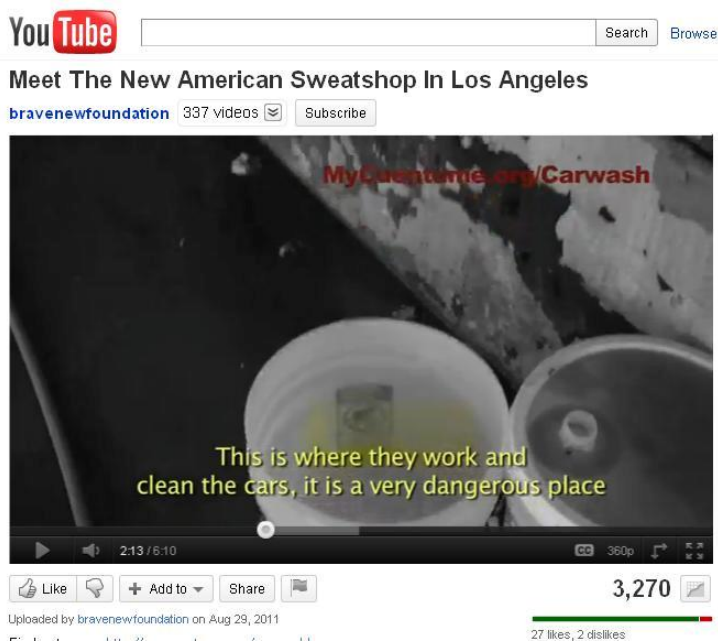 YouTube
Search
Browse
Meet The New American Sweatshop In Los Angeles
bravenewfoundation 337 videos Subscribe
MyCuentame.org/Carwash
This is where they work and
clean the cars, it is a very dangerous place
2:13 / 6:10 CC 360p
Like + Add to Share 3,270
Uploaded by bravenewfoundation on Aug 29, 2011
27 likes, 2 dislikes